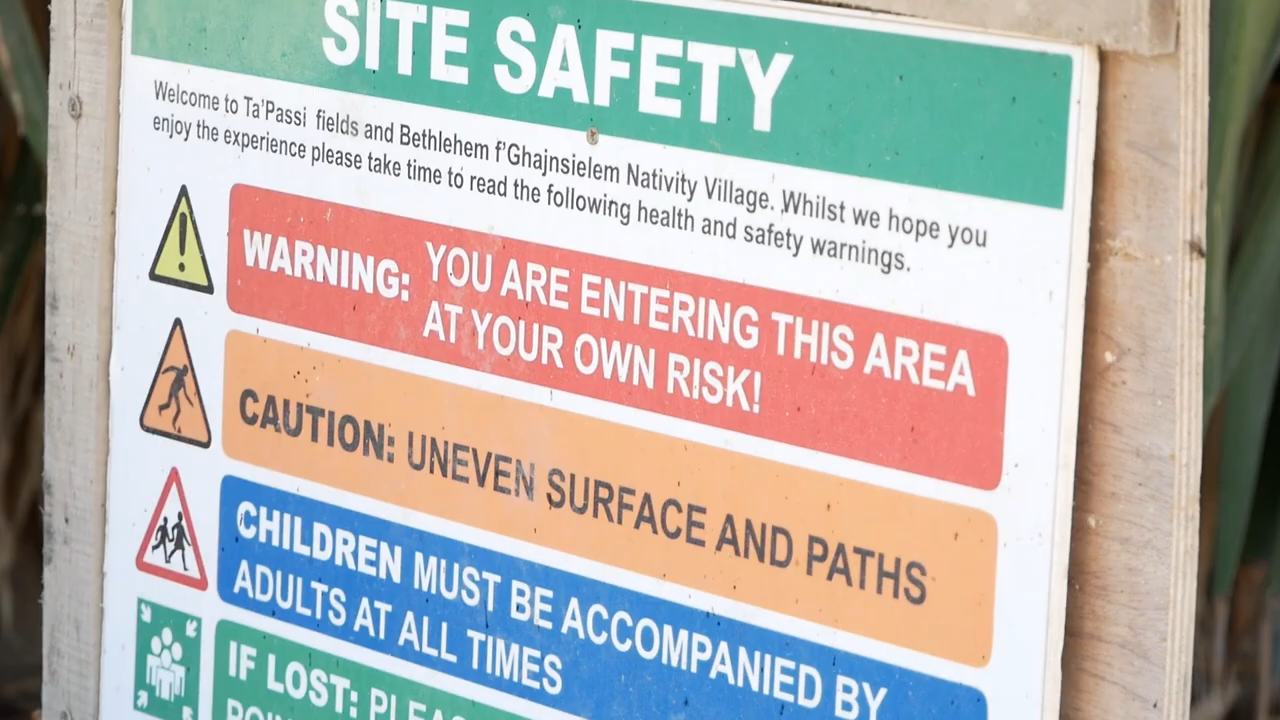 SITE SAFETY
Welcome to Ta'Passi fields and Bethlehem f'Ghajnsielem Nativity Village. Whilst we hope you
enjoy the experience please take time to read the following health and safety warnings.
WARNING: YOU ARE ENTERING THIS AREA
AT YOUR OWN RISK!
CAUTION: UNEVEN SURFACE AND PATHS
CHILDREN MUST BE ACCOMPANIED BY
ADULTS AT ALL TIMES
IF LOST: